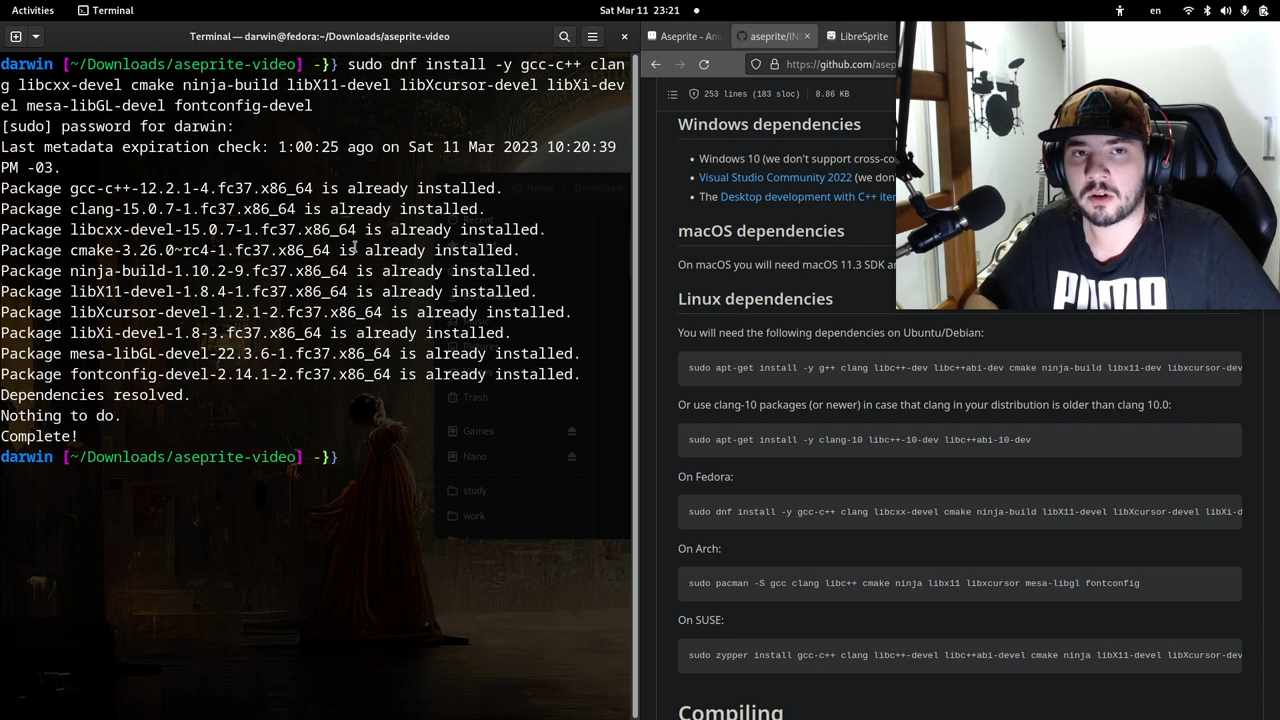 Activities
Terminal
Sat Mar 11 23:21
en
Terminal — darwin@fedora:~/Downloads/aseprite-video
Aseprite - Ani
aseprite/IN
LibreSprite
https://github.com/asep
darwin [~/Downloads/aseprite-video] -}} sudo dnf install -y gcc-c++ clan
g libcxx-devel cmake ninja-build libX11-devel libXcursor-devel libXi-dev
el mesa-libGL-devel fontconfig-devel
[sudo] password for darwin:
Last metadata expiration check: 1:00:25 ago on Sat 11 Mar 2023 10:20:39
PM -03.
Package gcc-c++-12.2.1-4.fc37.x86_64 is already installed.
Package clang-15.0.7-1.fc37.x86_64 is already installed.
Package libcxx-devel-15.0.7-1.fc37.x86_64 is already installed.
Package cmake-3.26.0~rc4-1.fc37.x86_64 is already installed.
Package ninja-build-1.10.2-9.fc37.x86_64 is already installed.
Package libX11-devel-1.8.4-1.fc37.x86_64 is already installed.
Package libXcursor-devel-1.2.1-2.fc37.x86_64 is already installed.
Package libXi-devel-1.8-3.fc37.x86_64 is already installed.
Package mesa-libGL-devel-22.3.6-1.fc37.x86_64 is already installed.
Package fontconfig-devel-2.14.1-2.fc37.x86_64 is already installed.
Dependencies resolved.
Nothing to do.
Complete!
darwin [~/Downloads/aseprite-video] -}}
Home
Downloads
Recent
Trash
Games
Nano
study
work
253 lines (183 sloc)
8.86 KB
Windows dependencies
Windows 10 (we don't support cross-co
Visual Studio Community 2022 (we don
The Desktop development with C++ iter
macOS dependencies
On macOS you will need macOS 11.3 SDK a
Linux dependencies
You will need the following dependencies on Ubuntu/Debian:
sudo apt-get install -y g++ clang libc++-dev libc++abi-dev cmake ninja-build libx11-dev libxcursor-dev
Or use clang-10 packages (or newer) in case that clang in your distribution is older than clang 10.0:
sudo apt-get install -y clang-10 libc++-10-dev libc++abi-10-dev
On Fedora:
sudo dnf install -y gcc-c++ clang libcxx-devel cmake ninja-build libX11-devel libXcursor-devel libXi-d
On Arch:
sudo pacman -S gcc clang libc++ cmake ninja libx11 libxcursor mesa-libgl fontconfig
On SUSE:
sudo zypper install gcc-c++ clang libc++-devel libc++abi-devel cmake ninja libX11-devel libXcursor-dev
Compiling
PUMA